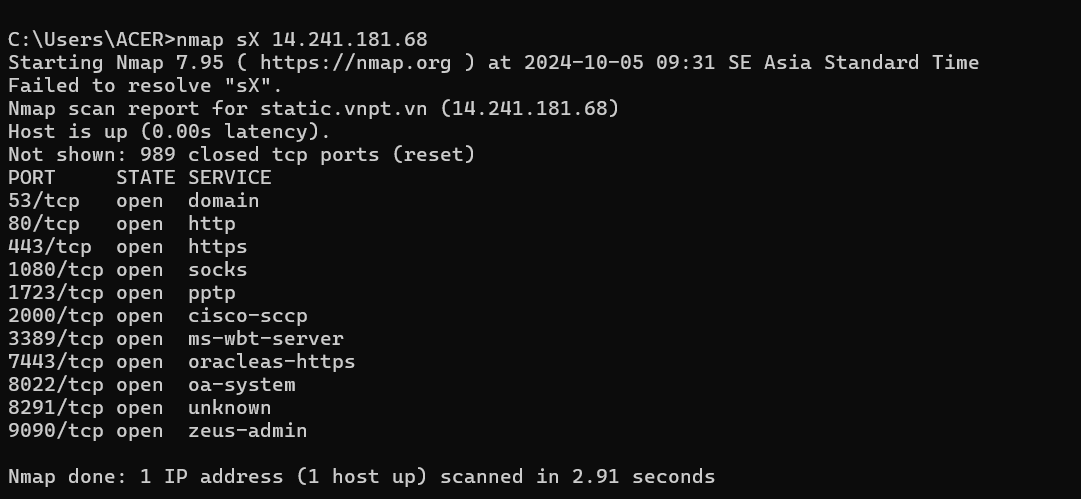 C:\Users\ACER>nmap sX 14.241.181.68
Starting Nmap 7.95 ( https://nmap.org ) at 2024-10-05 09:31 SE Asia Standard Time
Failed to resolve "sX".
Nmap scan report for static.vnpt.vn (14.241.181.68)
Host is up (0.00s latency).
Not shown: 989 closed tcp ports (reset)
PORT     STATE SERVICE
53/tcp   open  domain
80/tcp   open  http
443/tcp  open  https
1080/tcp open  socks
1723/tcp open  pptp
2000/tcp open  cisco-sccp
3389/tcp open  ms-wbt-server
7443/tcp open  oracleas-https
8022/tcp open  oa-system
8291/tcp open  unknown
9090/tcp open  zeus-admin
Nmap done: 1 IP address (1 host up) scanned in 2.91 seconds